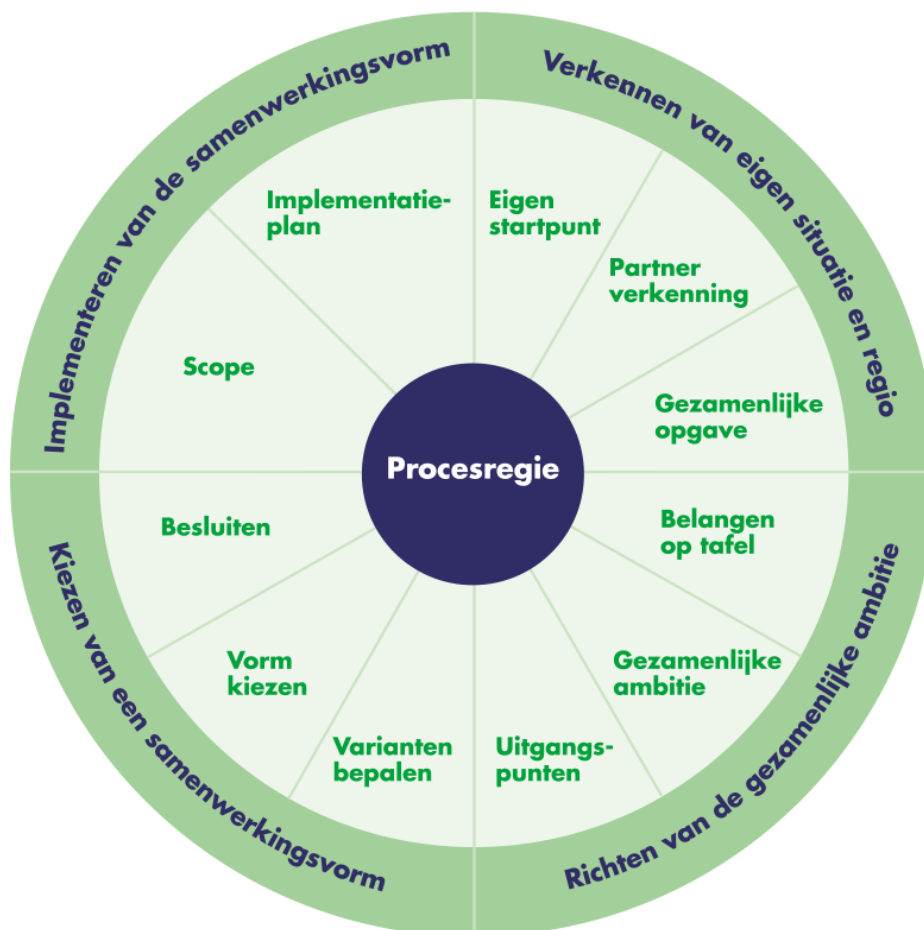 Verkennen van eigen situatie en regio
Eigen
startpunt
Partner
verkenning
Gezamenlijke
opgave
Richten van de gezamenlijke ambitie
Belangen
op tafel
Gezamenlijke
ambitie
Uitgangs-
punten
Kiezen van een samenwerkingsvorm
Varianten
bepalen
Vorm
kiezen
Besluiten
Implementeren van de samenwerkingsvorm
Scope
Implementatie-
plan
Procesregie